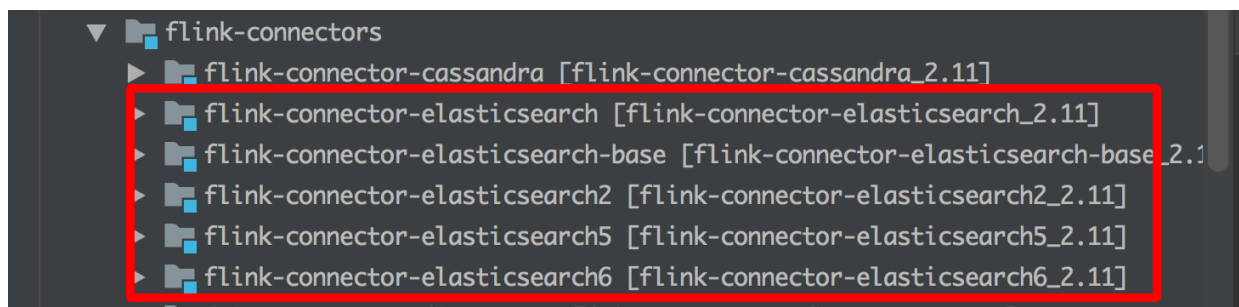 flink-connectors
flink-connector-cassandra [flink-connector-cassandra_2.11]
flink-connector-elasticsearch [flink-connector-elasticsearch_2.11]
flink-connector-elasticsearch-base [flink-connector-elasticsearch-base_2.1
flink-connector-elasticsearch2 [flink-connector-elasticsearch2_2.11]
flink-connector-elasticsearch5 [flink-connector-elasticsearch5_2.11]
flink-connector-elasticsearch6 [flink-connector-elasticsearch6_2.11]